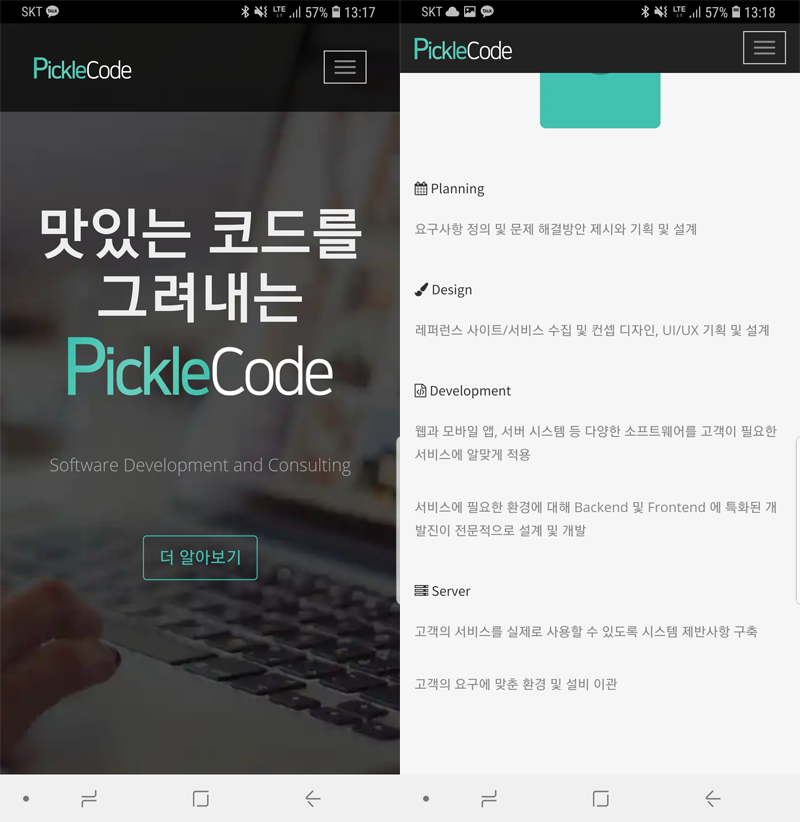 SKT TALK LTE 57% 13:17
PickleCode
맛있는 코드를
그려내는
PickleCode
Software Development and Consulting
더 알아보기
SKT TALK LTE 57% 13:18
PickleCode
Planning
요구사항 정의 및 문제 해결방안 제시와 기획 및 설계
Design
레퍼런스 사이트/서비스 수집 및 컨셉 디자인, UI/UX 기획 및 설계
Development
웹과 모바일 앱, 서버 시스템 등 다양한 소프트웨어를 고객이 필요한
서비스에 알맞게 적용
서비스에 필요한 환경에 대해 Backend 및 Frontend 에 특화된 개
발진이 전문적으로 설계 및 개발
Server
고객의 서비스를 실제로 사용할 수 있도록 시스템 제반사항 구축
고객의 요구에 맞춘 환경 및 설비 이관